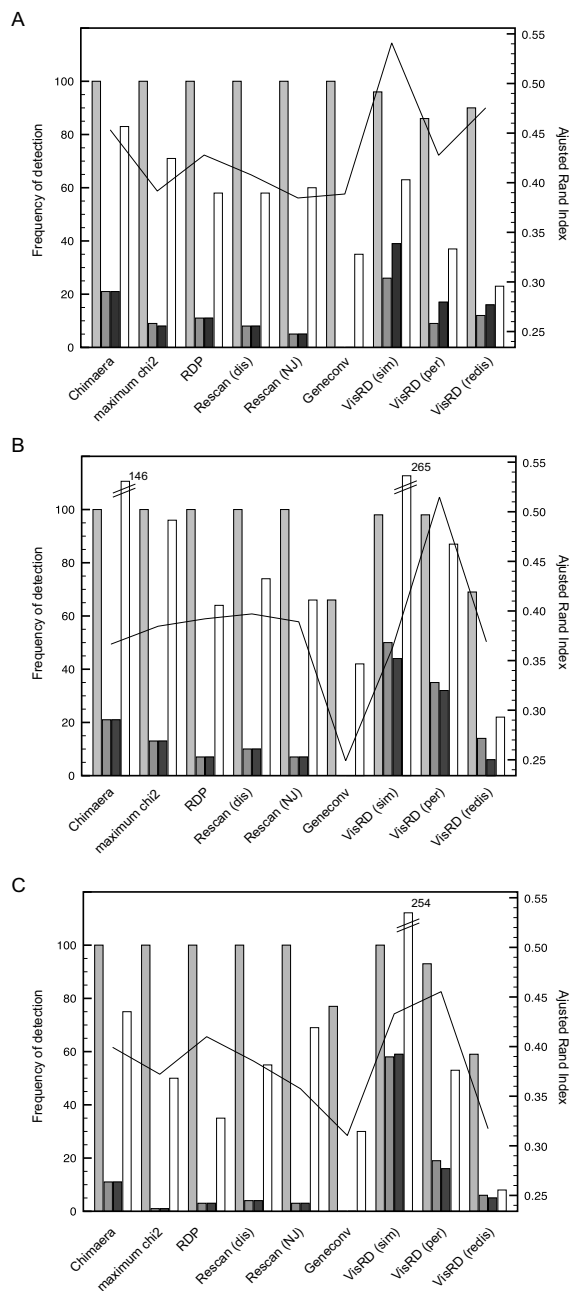 A
Frequency of detection
100
80
60
40
20
0
0.55
0.50
0.45
0.40
0.35
0.30
0.25
Ajusted Rand Index
Chimaera
maximum chi2
RDP
Rescan (dis)
Rescan (NJ)
Geneconv
VisRD (sim)
VisRD (per)
VisRD (redis)
B
146
265
Frequency of detection
100
80
60
40
20
0
0.55
0.50
0.45
0.40
0.35
0.30
0.25
Ajusted Rand Index
Chimaera
maximum chi2
RDP
Rescan (dis)
Rescan (NJ)
Geneconv
VisRD (sim)
VisRD (per)
VisRD (redis)
C
254
Frequency of detection
100
80
60
40
20
0
0.55
0.50
0.45
0.40
0.35
0.30
0.25
Ajusted Rand Index
Chimaera
maximum chi2
RDP
Rescan (dis)
Rescan (NJ)
Geneconv
VisRD (sim)
VisRD (per)
VisRD (redis)